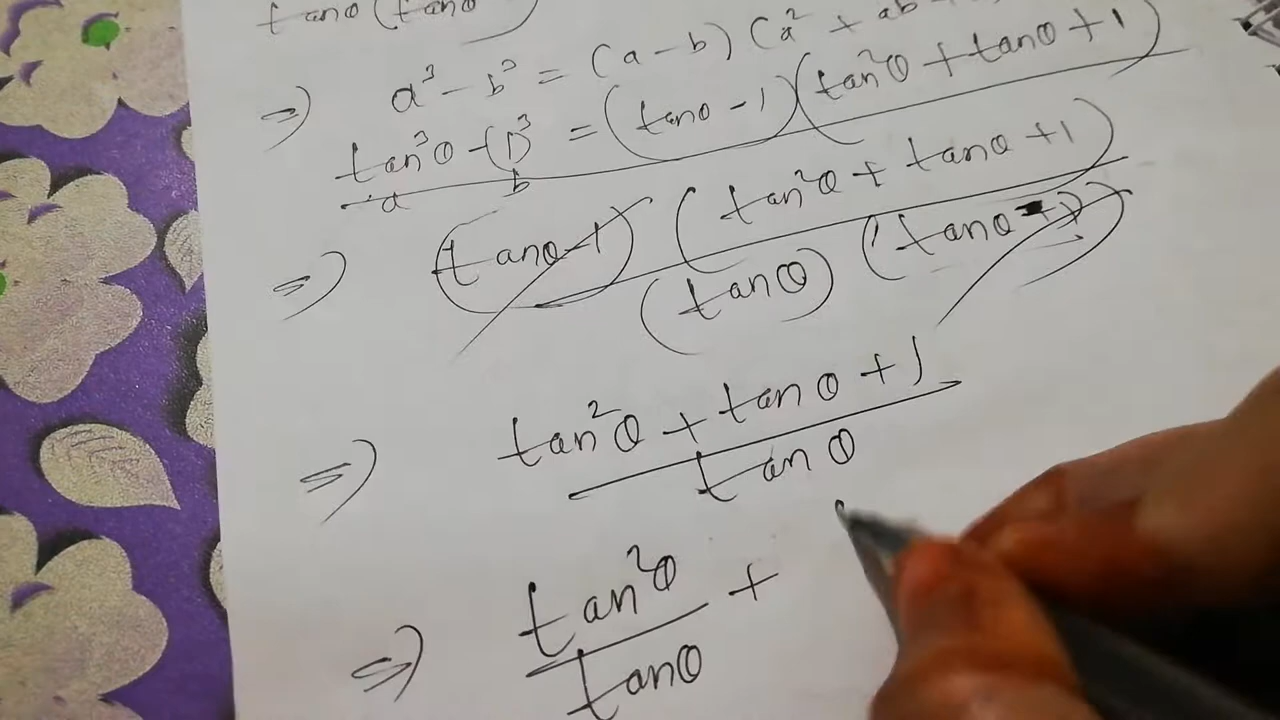 tanθ (tanθ )
⇒ a³ - b³ = (a - b) (a² + ab
tan³θ - (1)³ = (tanθ - 1)(tan²θ + tanθ + 1)
a b
⇒ (tanθ - 1) (tan²θ + tanθ + 1)
(tanθ) (tanθ - 1)
⇒ tan²θ + tanθ + 1
tanθ
⇒ tan²θ +
tanθ